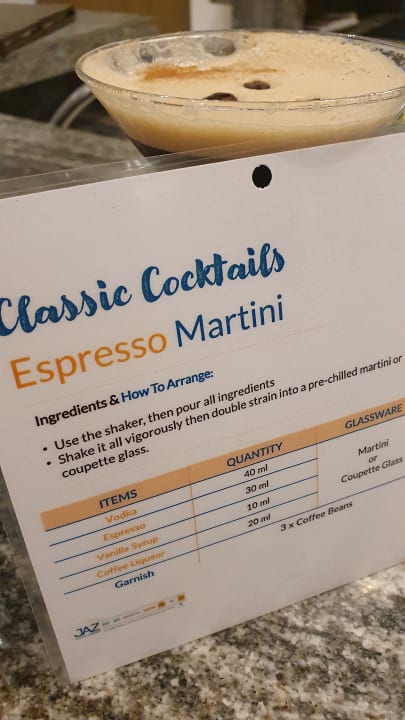 Classic Cocktails
Espresso Martini
Ingredients & How To Arrange:
• Use the shaker, then pour all ingredients
• Shake it all vigorously then double strain into a pre-chilled martini or
coupette glass.
ITEMS QUANTITY GLASSWARE
Vodka 40 ml Martini
Espresso 30 ml or
Vanilla Syrup 10 ml Coupette Glass
Coffee Liqueur 20 ml
Garnish 3 x Coffee Beans
JAZ